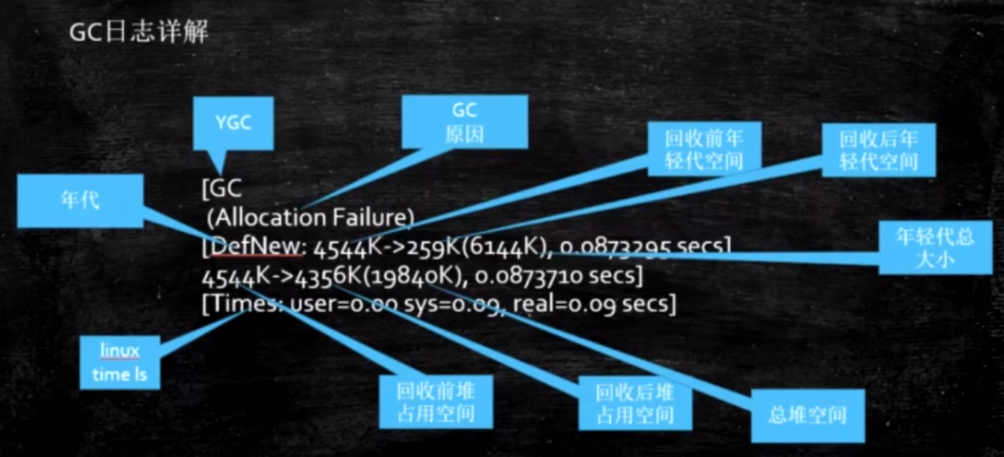 GC日志详解
YGC
GC
原因
回收前年
轻代空间
回收后年
轻代空间
年代
[GC
(Allocation Failure)
[DefNew: 4544K->259K(6144K), 0.0873295 secs]
4544K->4356K(19840K), 0.0873710 secs]
[Times: user=0.00 sys=0.09, real=0.09 secs]
年轻代总
大小
linux
time ls
回收前堆
占用空间
回收后堆
占用空间
总堆空间